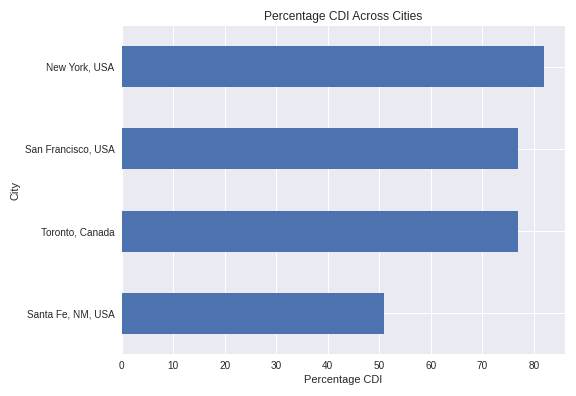 Percentage CDI Across Cities
New York, USA
San Francisco, USA
Toronto, Canada
Santa Fe, NM, USA
City
0 10 20 30 40 50 60 70 80
Percentage CDI